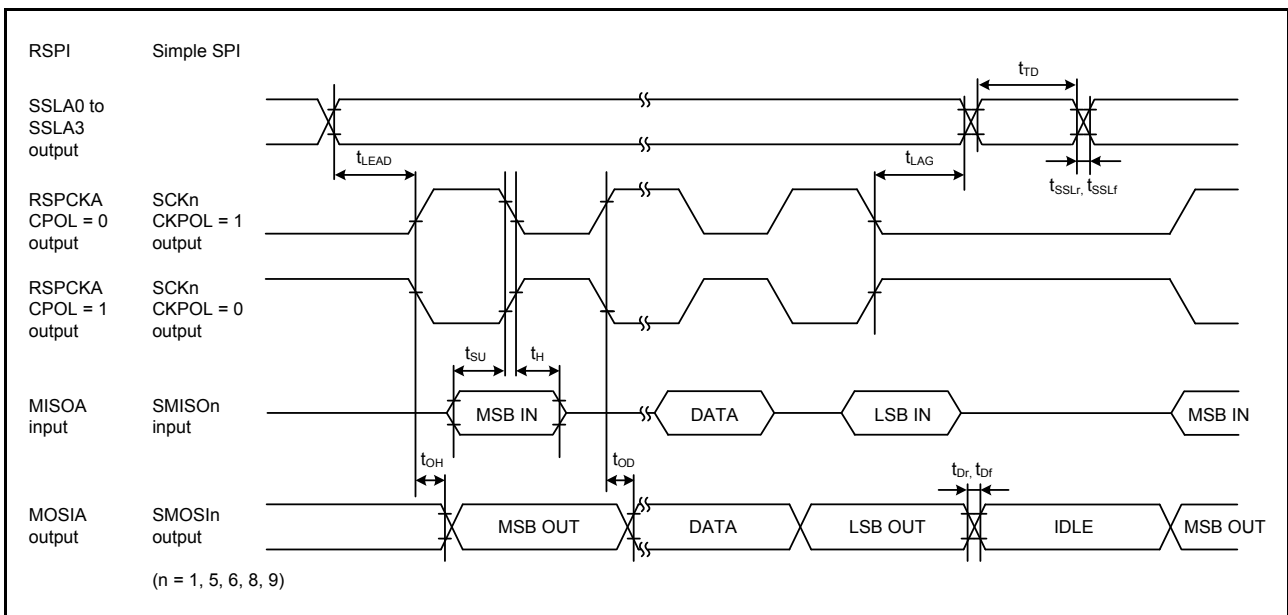 RSPI Simple SPI
SSLA0 to
SSLA3
output
tTD
tLEAD
tLAG
tSSLr, tSSLf
RSPCKA SCKn
CPOL = 0 CKPOL = 1
output output
RSPCKA SCKn
CPOL = 1 CKPOL = 0
output output
tSU tH
MISOA SMISOn
input input
MSB IN DATA LSB IN MSB IN
tOH tOD tDr, tDf
MOSIA SMOSIn
output output
MSB OUT DATA LSB OUT IDLE MSB OUT
(n = 1, 5, 6, 8, 9)